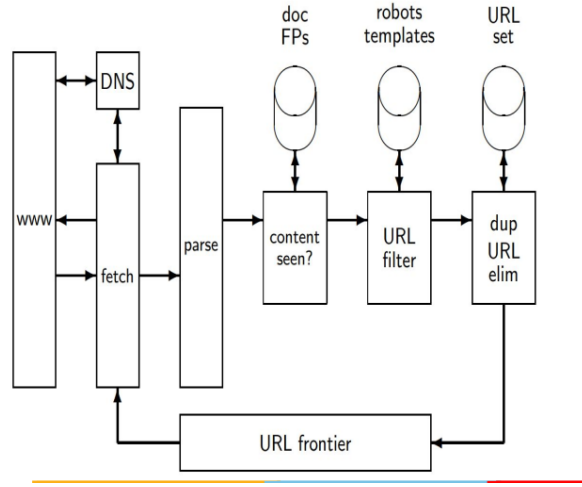 doc
FPs
robots
templates
URL
set
DNS
www
fetch
parse
content
seen?
URL
filter
dup
URL
elim
URL frontier